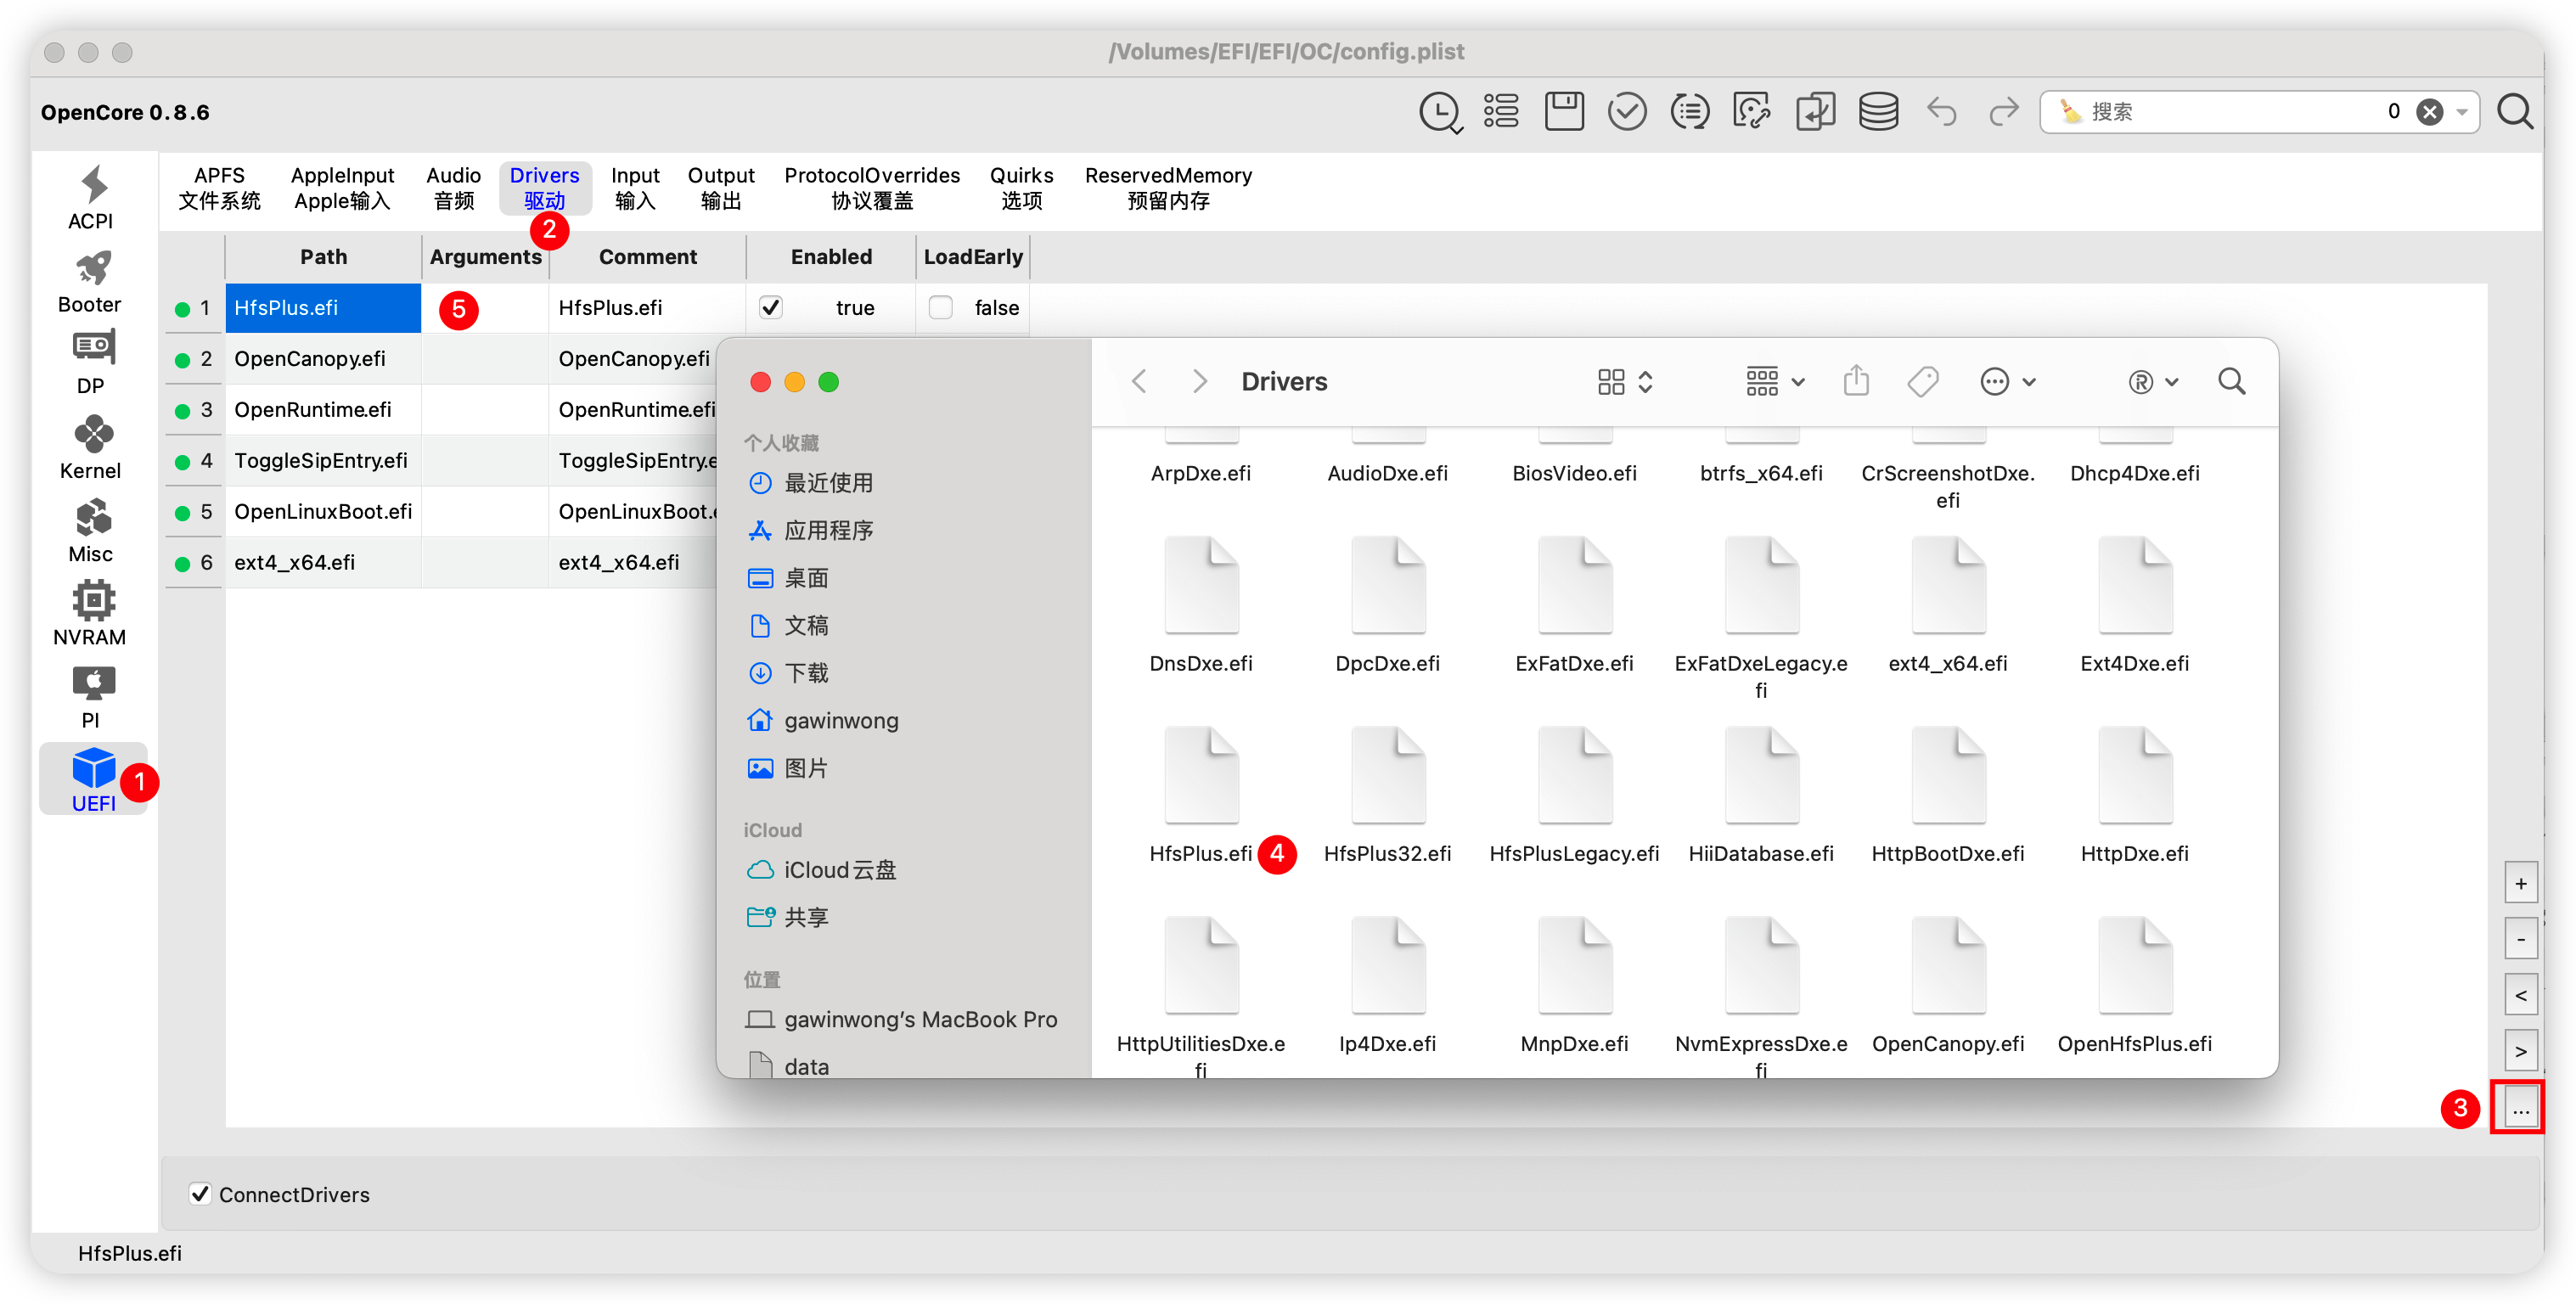 /Volumes/EFI/EFI/OC/config.plist
OpenCore 0.8.6
搜索
0
ACPI
Booter
DP
Kernel
Misc
NVRAM
PI
UEFI
1
APFS
文件系统
AppleInput
Apple输入
Audio
音频
Drivers
驱动
2
Input
输入
Output
输出
ProtocolOverrides
协议覆盖
Quirks
选项
ReservedMemory
预留内存
Path Arguments Comment Enabled LoadEarly
1 HfsPlus.efi 5 HfsPlus.efi true false
2 OpenCanopy.efi OpenCanopy.efi
3 OpenRuntime.efi OpenRuntime.efi
4 ToggleSipEntry.efi ToggleSipEntry.e
5 OpenLinuxBoot.efi OpenLinuxBoot.e
6 ext4_x64.efi ext4_x64.efi
个人收藏
最近使用
应用程序
桌面
文稿
下载
gawinwong
图片
iCloud
iCloud云盘
共享
位置
gawinwong's MacBook Pro
data
Drivers
®
ArpDxe.efi
AudioDxe.efi
BiosVideo.efi
btrfs_x64.efi
CrScreenshotDxe.
efi
Dhcp4Dxe.efi
DnsDxe.efi
DpcDxe.efi
ExFatDxe.efi
ExFatDxeLegacy.e
fi
ext4_x64.efi
Ext4Dxe.efi
HfsPlus.efi
4
HfsPlus32.efi
HfsPlusLegacy.efi
HiiDatabase.efi
HttpBootDxe.efi
HttpDxe.efi
HttpUtilitiesDxe.e
fi
Ip4Dxe.efi
MnpDxe.efi
NvmExpressDxe.e
fi
OpenCanopy.efi
OpenHfsPlus.efi
+
-
<
>
3
...
ConnectDrivers
HfsPlus.efi